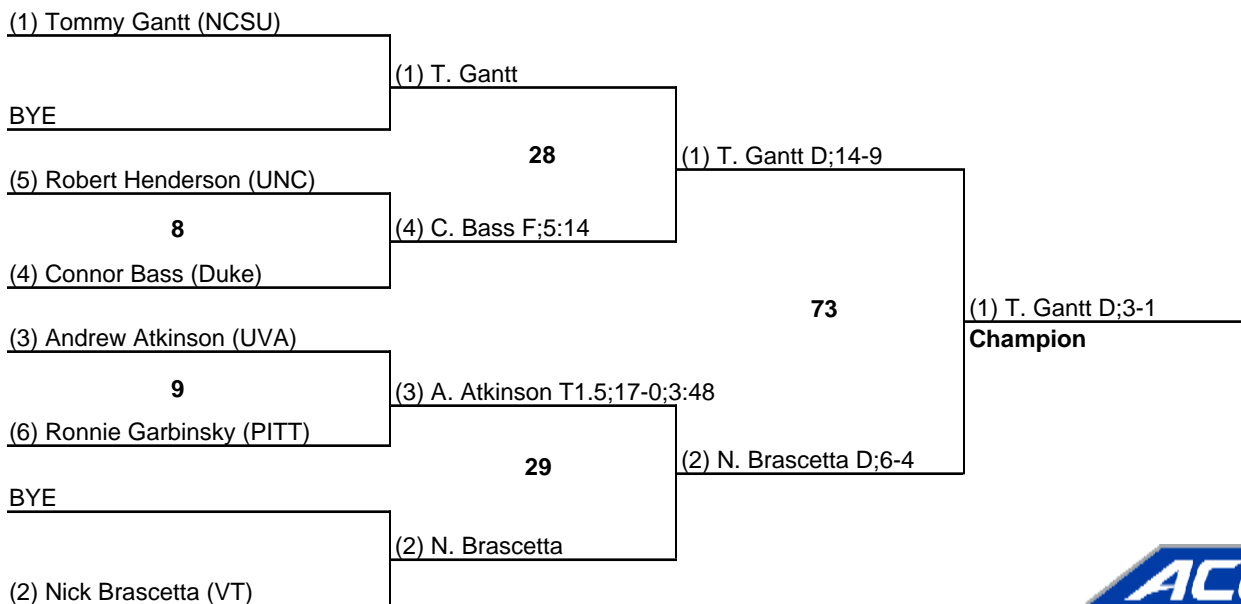 (1) Tommy Gantt (NCSU)
(1) T. Gantt
BYE
28
(1) T. Gantt D;14-9
(5) Robert Henderson (UNC)
8
(4) C. Bass F;5:14
(4) Connor Bass (Duke)
73
(1) T. Gantt D;3-1
Champion
(3) Andrew Atkinson (UVA)
9
(3) A. Atkinson T1.5;17-0;3:48
(6) Ronnie Garbinsky (PITT)
29
(2) N. Brascetta D;6-4
BYE
(2) N. Brascetta
(2) Nick Brascetta (VT)
ACC